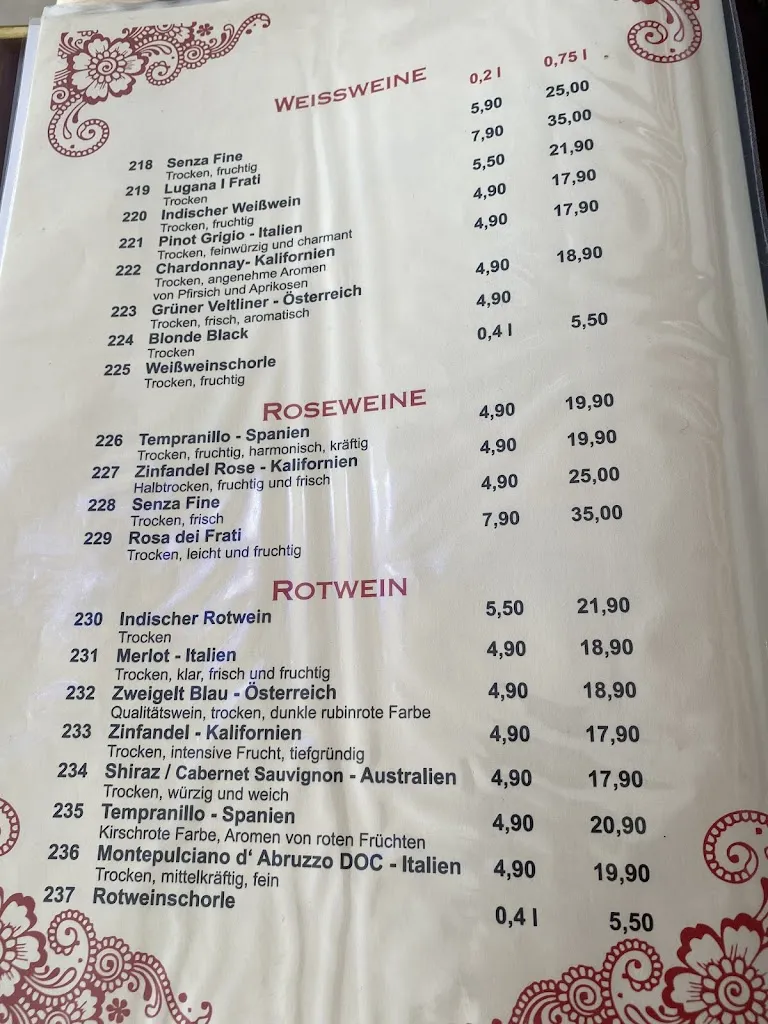 WEISSWEINE 0,2 l 0,75 l
218 Senza Fine 5,90 25,00
Trocken, fruchtig
219 Lugana I Frati 7,90 35,00
Trocken
220 Indischer Weißwein 5,50 21,90
Trocken, fruchtig
221 Pinot Grigio - Italien 4,90 17,90
Trocken, feinwürzig und charmant
222 Chardonnay- Kalifornien 4,90 17,90
Trocken, angenehme Aromen
von Pfirsich und Aprikosen
223 Grüner Veltliner - Österreich 4,90 18,90
Trocken, frisch, aromatisch
224 Blonde Black 4,90
Trocken
225 Weißweinschorle 0,4 l 5,50
Trocken, fruchtig
ROSEWEINE
226 Tempranillo - Spanien 4,90 19,90
Trocken, fruchtig, harmonisch, kräftig
227 Zinfandel Rose - Kalifornien 4,90 19,90
Halbtrocken, fruchtig und frisch
228 Senza Fine 4,90 25,00
Trocken, frisch
229 Rosa dei Frati 7,90 35,00
Trocken, leicht und fruchtig
ROTWEIN
230 Indischer Rotwein 5,50 21,90
Trocken
231 Merlot - Italien 4,90 18,90
Trocken, klar, frisch und fruchtig
232 Zweigelt Blau - Österreich 4,90 18,90
Qualitätswein, trocken, dunkle rubinrote Farbe
233 Zinfandel - Kalifornien 4,90 17,90
Trocken, intensive Frucht, tiefgründig
234 Shiraz / Cabernet Sauvignon - Australien 4,90 17,90
Trocken, würzig und weich
235 Tempranillo - Spanien 4,90 20,90
Kirschrote Farbe, Aromen von roten Früchten
236 Montepulciano d‘ Abruzzo DOC - Italien 4,90 19,90
Trocken, mittelkräftig, fein
237 Rotweinschorle 0,4 l 5,50